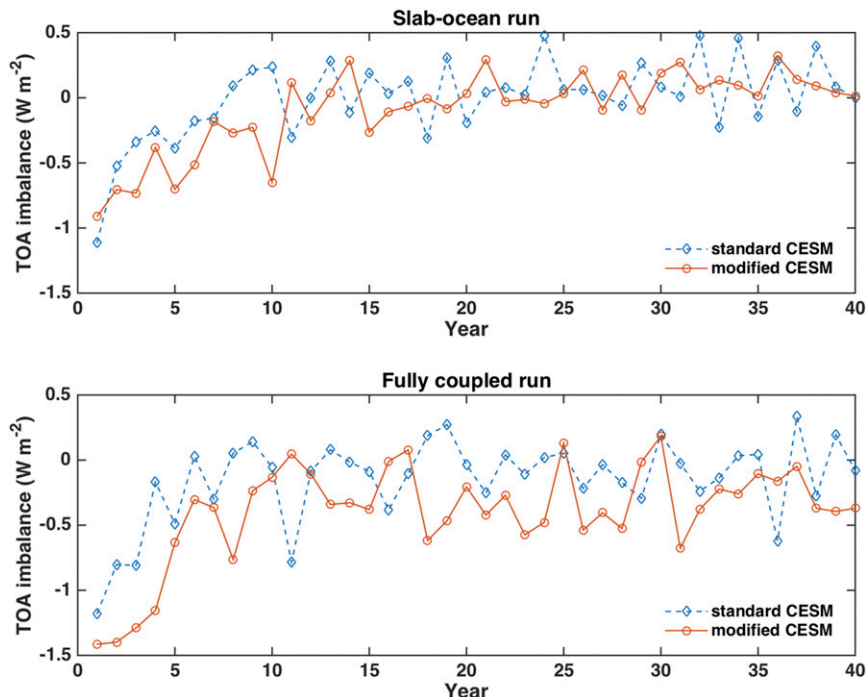 Slab-ocean run
0.5
0
-0.5
-1
-1.5
TOA imbalance (W m-2)
standard CESM
modified CESM
0 5 10 15 20 25 30 35 40
Year
Fully coupled run
0.5
0
-0.5
-1
-1.5
TOA imbalance (W m-2)
standard CESM
modified CESM
0 5 10 15 20 25 30 35 40
Year